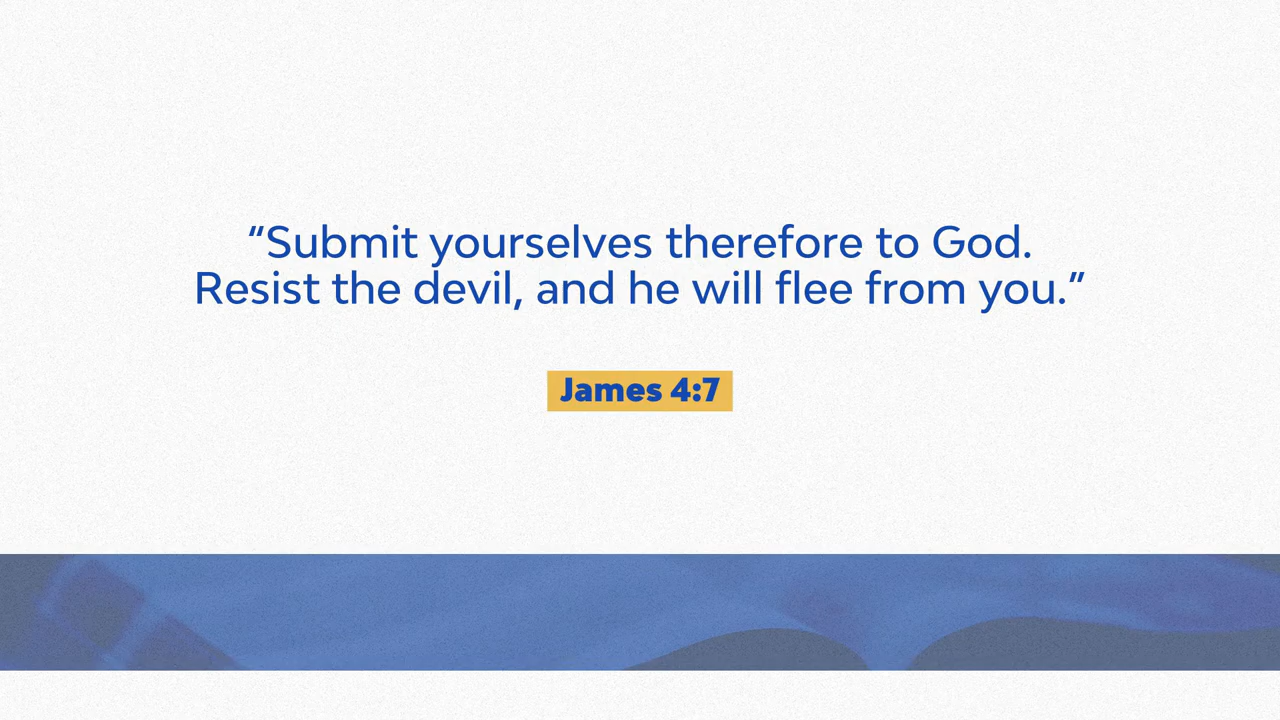 “Submit yourselves therefore to God.
Resist the devil, and he will flee from you.”
James 4:7